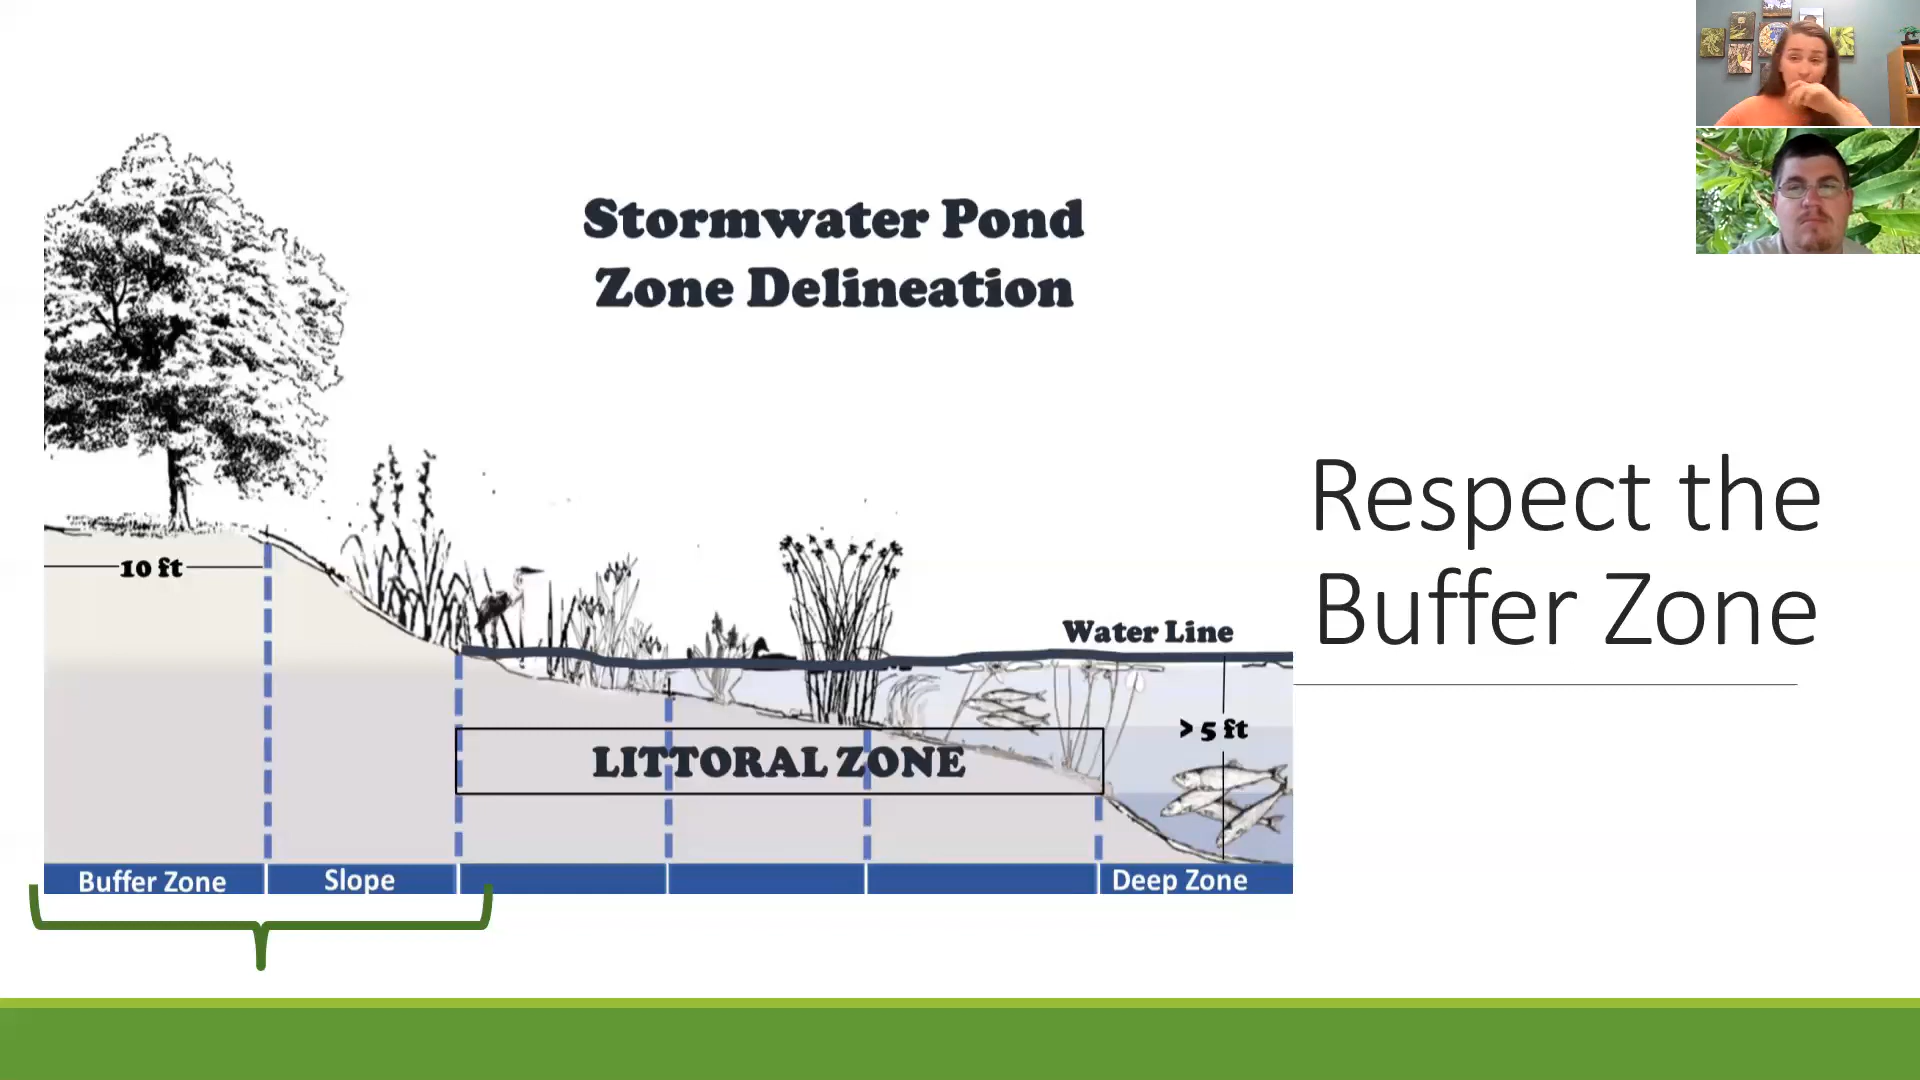 Stormwater Pond
Zone Delineation
10 ft
Water Line
> 5 ft
LITTORAL ZONE
Buffer Zone
Slope
Deep Zone
Respect the
Buffer Zone